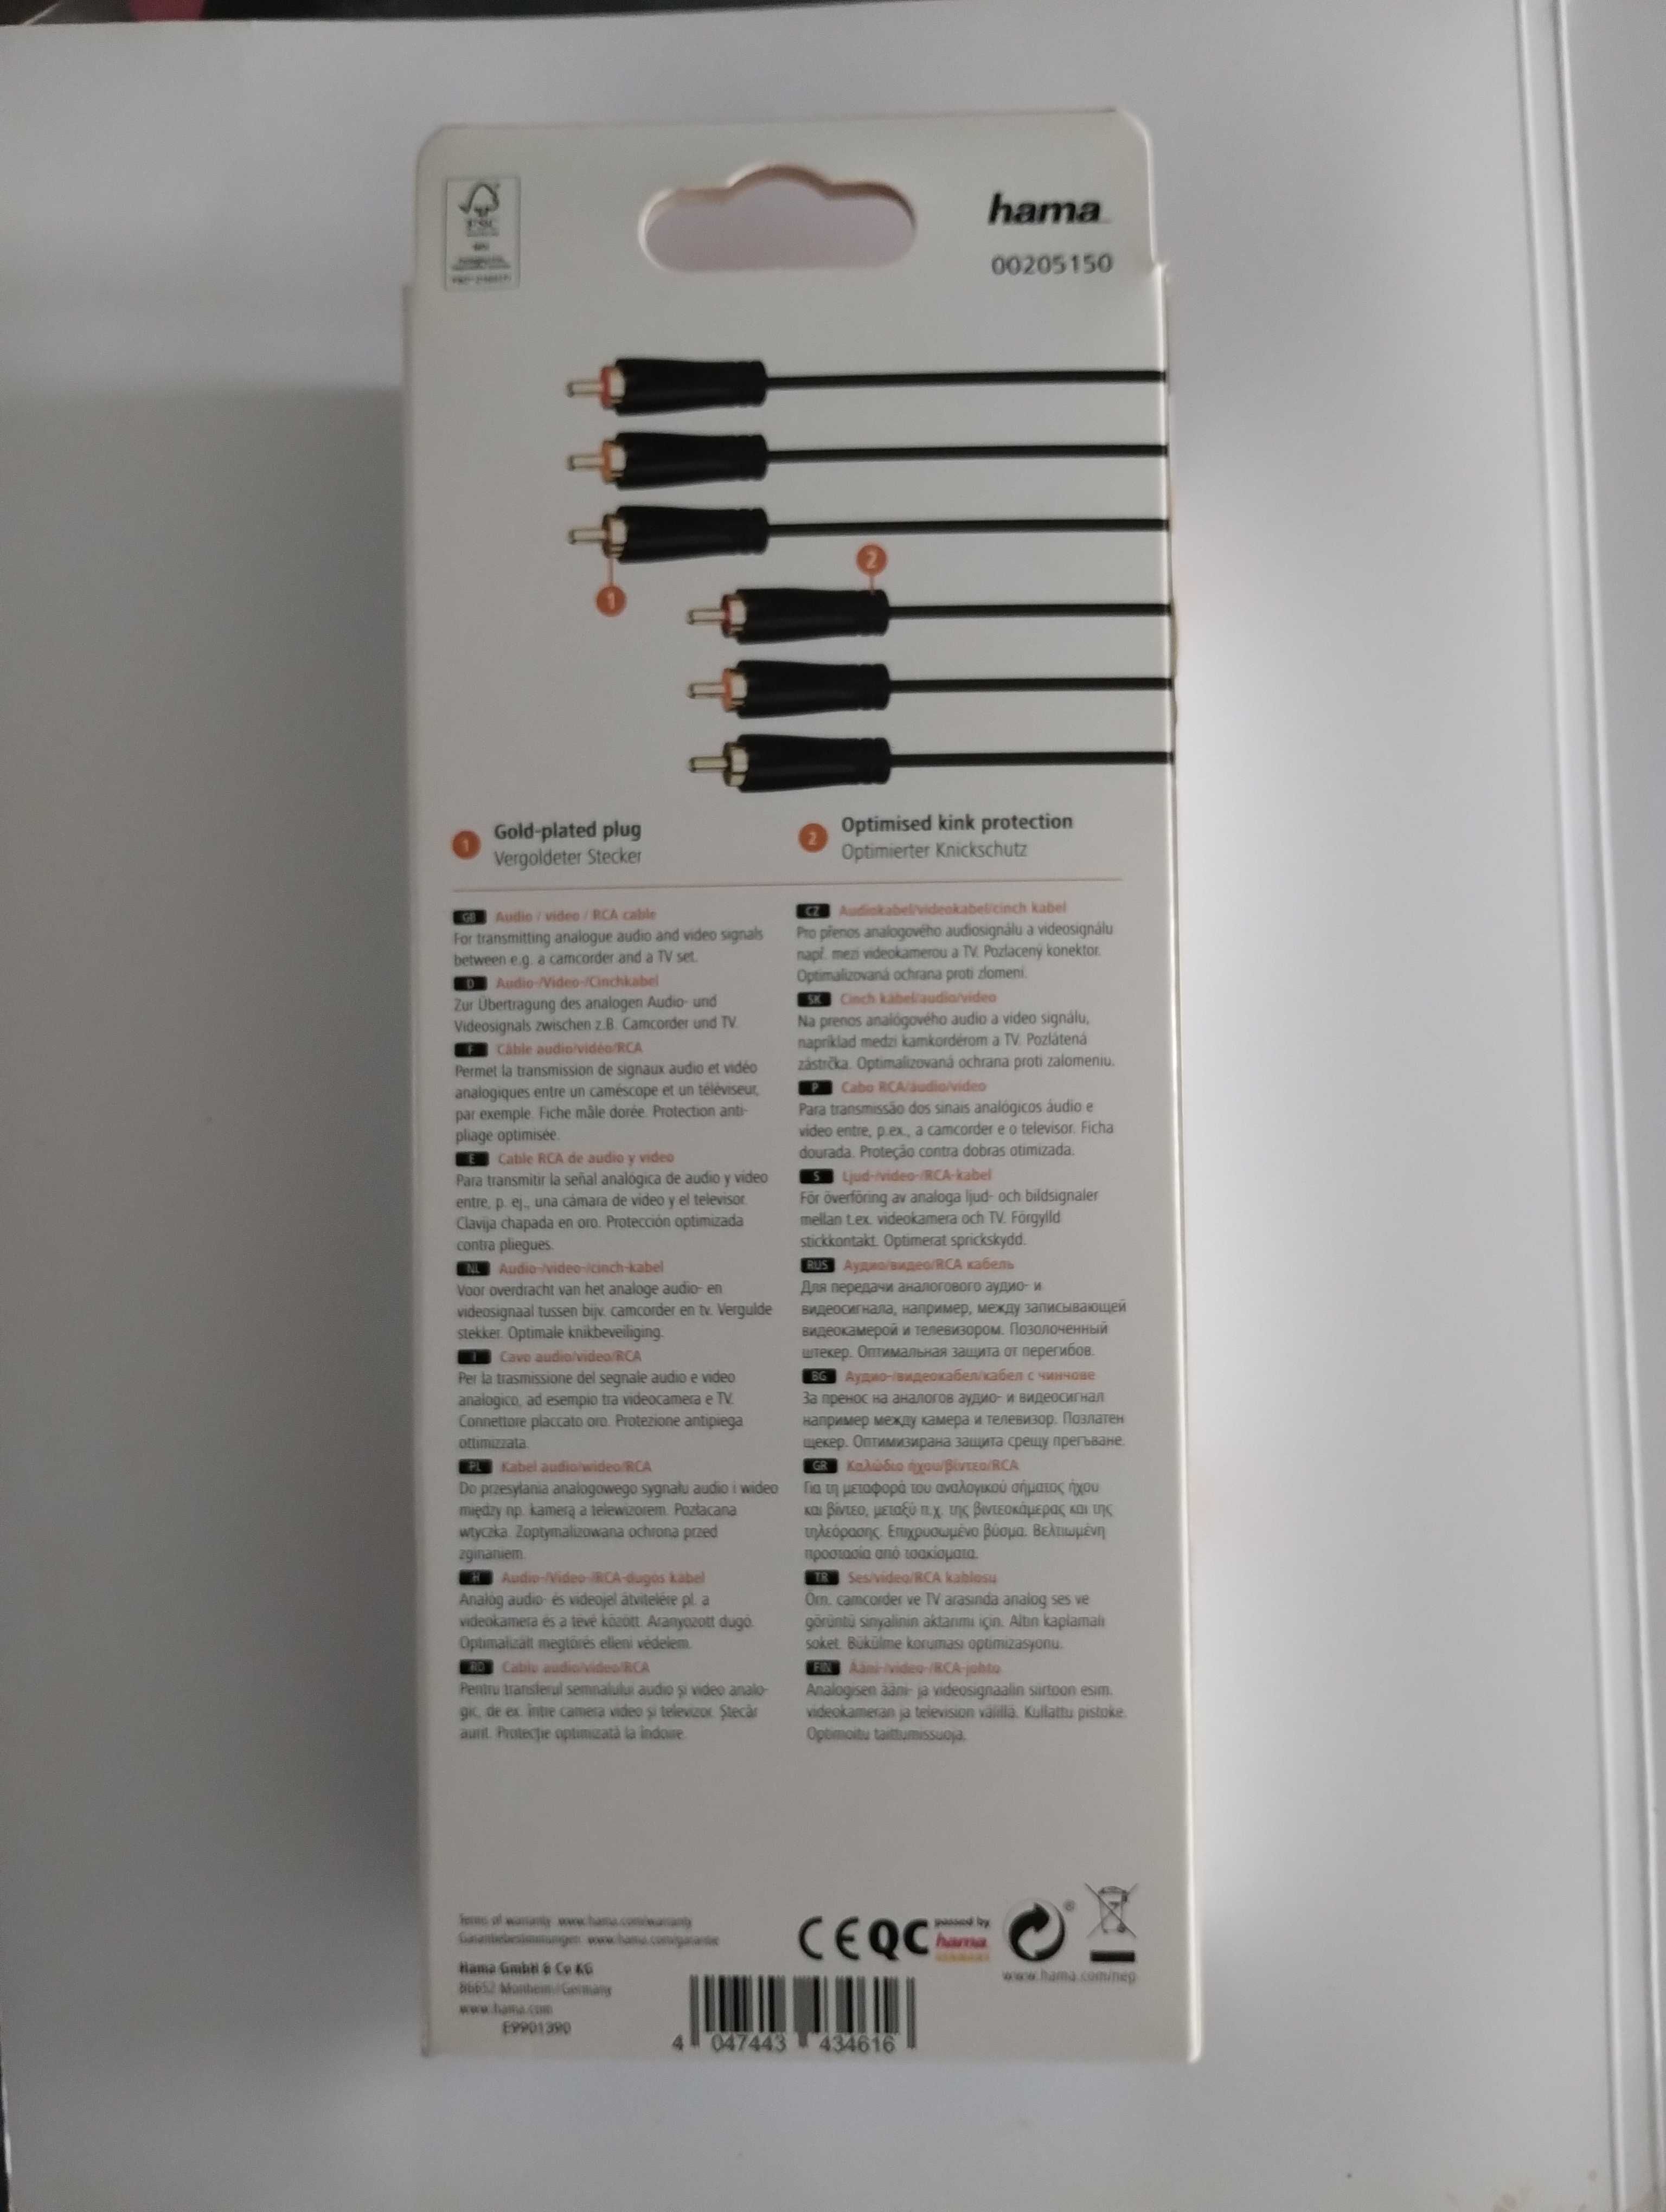 FSC
hama
00205150
2
1
1 Gold-plated plug
Vergoldeter Stecker
2 Optimised kink protection
Optimierter Knickschutz
GB Audio / video / RCA cable
For transmitting analogue audio and video signals
between e.g. a camcorder and a TV set.
D Audio-/Video-/Cinchkabel
Zur Übertragung des analogen Audio- und
Videosignals zwischen z.B. Camcorder und TV.
F Câble audio/vidéo/RCA
Permet la transmission de signaux audio et vidéo
analogiques entre un caméscope et un téléviseur,
par exemple. Fiche mâle dorée. Protection anti-
pliage optimisée.
E Cable RCA de audio y video
Para transmitir la señal analógica de audio y video
entre, p. ej., una cámara de video y el televisor.
Clavija chapada en oro. Protección optimizada
contra pliegues.
NL Audio-/video-/cinch-kabel
Voor overdracht van het analoge audio- en
videosignaal tussen bijv. camcorder en tv. Vergulde
stekker. Optimale knikbeveiliging.
I Cavo audio/video/RCA
Per la trasmissione del segnale audio e video
analogico, ad esempio tra videocamera e TV.
Connettore placcato oro. Protezione antipiega
ottimizzata.
PL Kabel audio/wideo/RCA
Do przesyłania analogowego sygnału audio i wideo
między np. kamerą a telewizorem. Pozłacana
wtyczka. Zoptymalizowana ochrona przed
zginaniem.
H Audio-/Video-/RCA-dugós kábel
Analóg audio- és videojel átvitelére pl. a
videokamera és a tévé között. Aranyozott dugó.
Optimalizált megtörés elleni védelem.
RO Cablu audio/video/RCA
Pentru transferul semnalului audio și video analo-
gic, de ex. între camera video și televizor. Ștecăr
aurit. Protecție optimizată la îndoire.
CZ Audiokabel/videokabel/cinch kabel
Pro přenos analogového audiosignálu a videosignálu
např. mezi videokamerou a TV. Pozlacený konektor.
Optimalizovaná ochrana proti zlomení.
SK Cinch kábel/audio/video
Na prenos analógového audio a video signálu,
napríklad medzi kamkordérom a TV. Pozlátená
zástrčka. Optimalizovaná ochrana proti zalomeniu.
P Cabo RCA/áudio/vídeo
Para transmissão dos sinais analógicos áudio e
vídeo entre, p.ex., a camcorder e o televisor. Ficha
dourada. Proteção contra dobras otimizada.
S Ljud-/video-/RCA-kabel
För överföring av analoga ljud- och bildsignaler
mellan t.ex. videokamera och TV. Förgylld
stickkontakt. Optimerat sprickskydd.
RUS Аудио/видео/RCA кабель
Для передачи аналогового аудио- и
видеосигнала, например, между записывающей
видеокамерой и телевизором. Позолоченный
штекер. Оптимальная защита от перегибов.
BG Аудио-/видеокабел/кабел с чинчове
За пренос на аналогов аудио- и видеосигнал
например между камера и телевизор. Позлатен
щекер. Оптимизирана защита срещу прегъване.
GR Καλώδιο ήχου/βίντεο/RCA
Για τη μεταφορά του αναλογικού σήματος ήχου
και βίντεο, μεταξύ π.χ. της βιντεοκάμερας και της
τηλεόρασης. Επιχρυσωμένο βύσμα. Βελτιωμένη
προστασία από τσακίσματα.
TR Ses/video/RCA kablosu
Örn. camcorder ve TV arasında analog ses ve
görüntü sinyalinin aktarımı için. Altın kaplamalı
soket. Bükülme koruması optimizasyonu.
FIN Ääni-/video-/RCA-johto
Analogisen ääni- ja videosignaalin siirtoon esim.
videokameran ja television välillä. Kullattu pistoke.
Optimoitu taittumissuoja.
Terms of warranty: www.hama.com/warranty
Garantiebestimmungen: www.hama.com/garantie
Hama GmbH & Co KG
86652 Monheim/Germany
www.hama.com
E9901390
CE QC passed by
hama
®
www.hama.com/nep
4 047443 434616